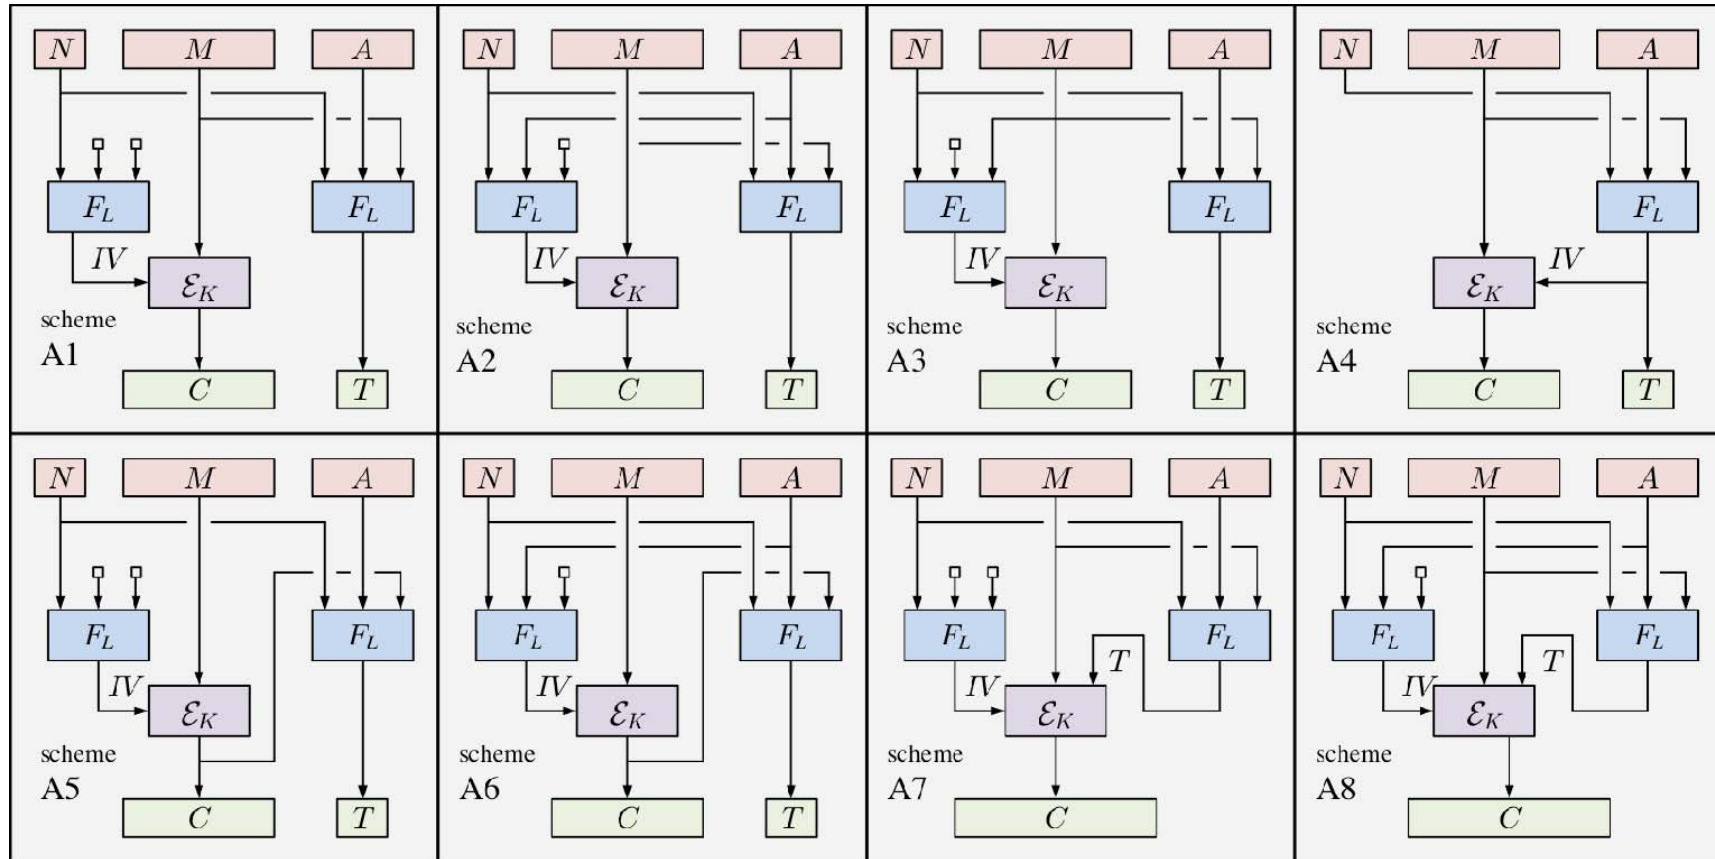 N M A N M A N M A N M A
F_L F_L F_L F_L F_L F_L F_L
IV IV IV IV
ℰ_K ℰ_K ℰ_K ℰ_K
scheme scheme scheme scheme
A1 A2 A3 A4
C T C T C T C T
N M A N M A N M A N M A
F_L F_L F_L F_L F_L F_L F_L F_L
IV IV IV T IV T
ℰ_K ℰ_K ℰ_K ℰ_K
scheme scheme scheme scheme
A5 A6 A7 A8
C T C T C C